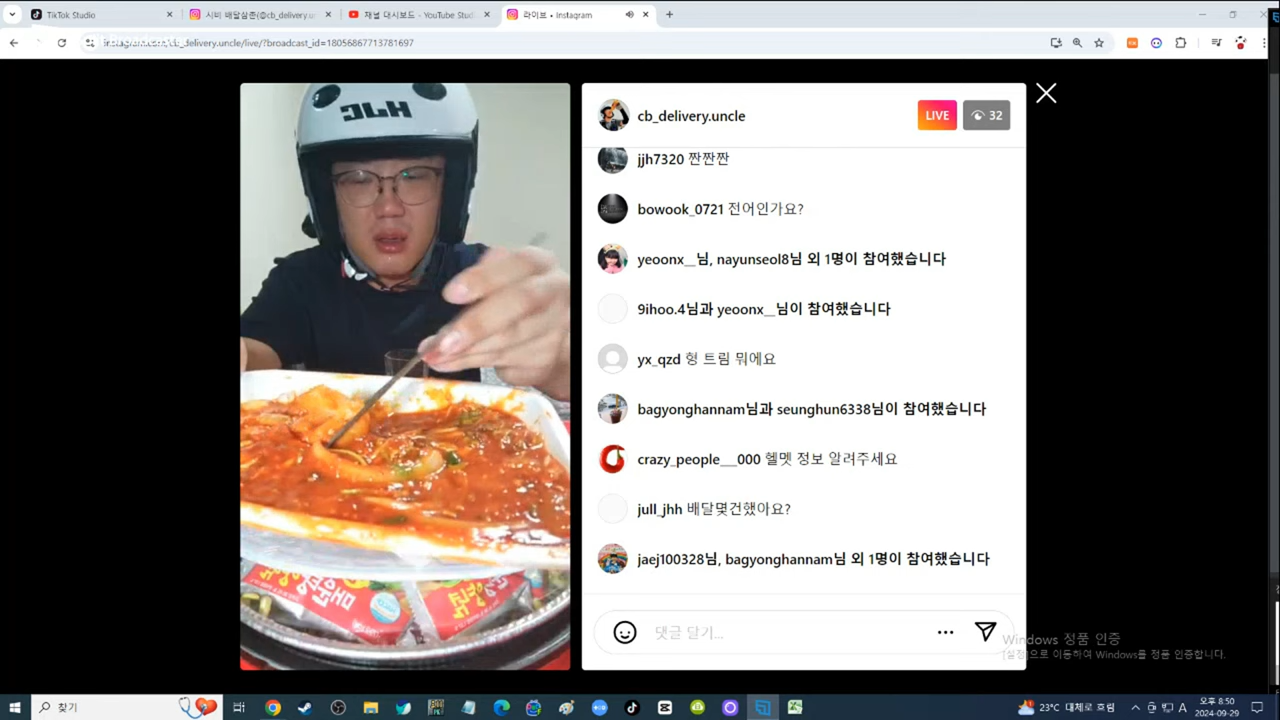 TikTok Studio
시비 배달삼촌(@cb_delivery.u
채널 대시보드 - YouTube Stud
라이브 • Instagram
cb_delivery.uncle/live/?broadcast_id=18056867713781697
HJC
cb_delivery.uncle
LIVE
32
jjh7320 짠짠짠
bowook_0721 전어인가요?
yeoonx__님, nayunseol8님 외 1명이 참여했습니다
9ihoo.4님과 yeoonx__님이 참여했습니다
yx_qzd 형 트림 뭐에요
bagyonghannam님과 seunghun6338님이 참여했습니다
crazy_people__000 헬멧 정보 알려주세요
jull_jhh 배달몇건했아요?
jaej100328님, bagyonghannam님 외 1명이 참여했습니다
댓글 달기...
Windows 정품 인증
[설정]으로 이동하여 Windows를 정품 인증합니다.
찾기
23°C 대체로 흐림
A
오후 8:50
2024-09-29